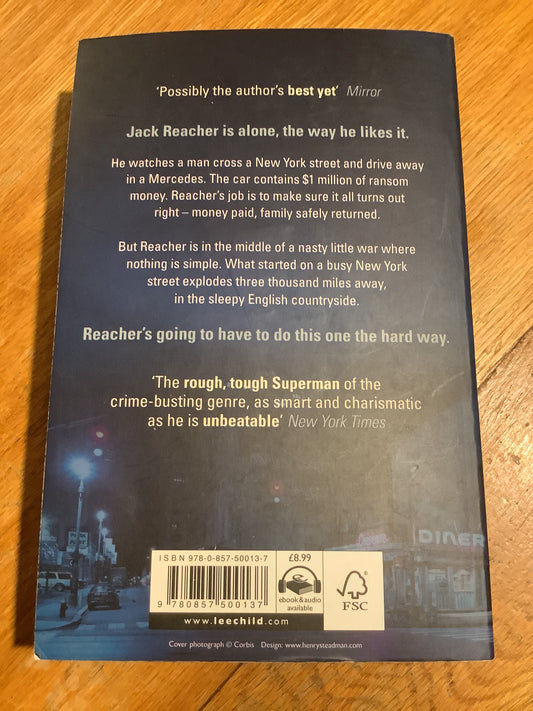 'Possibly the author's best yet' Mirror
Jack Reacher is alone, the way he likes it.
He watches a man cross a New York street and drive away
in a Mercedes. The car contains $1 million of ransom
money. Reacher's job is to make sure it all turns out
right – money paid, family safely returned.
But Reacher is in the middle of a nasty little war where
nothing is simple. What started on a busy New York
street explodes three thousand miles away,
in the sleepy English countryside.
Reacher's going to have to do this one the hard way.
'The rough, tough Superman of the
crime-busting genre, as smart and charismatic
as he is unbeatable' New York Times
DINER
ISBN 978-0-857-50013-7
9 780857 500137
£8.99
ebook & audio
available
FSC
www.leechild.com
Cover photograph © Corbis Design: www.henrysteadman.com